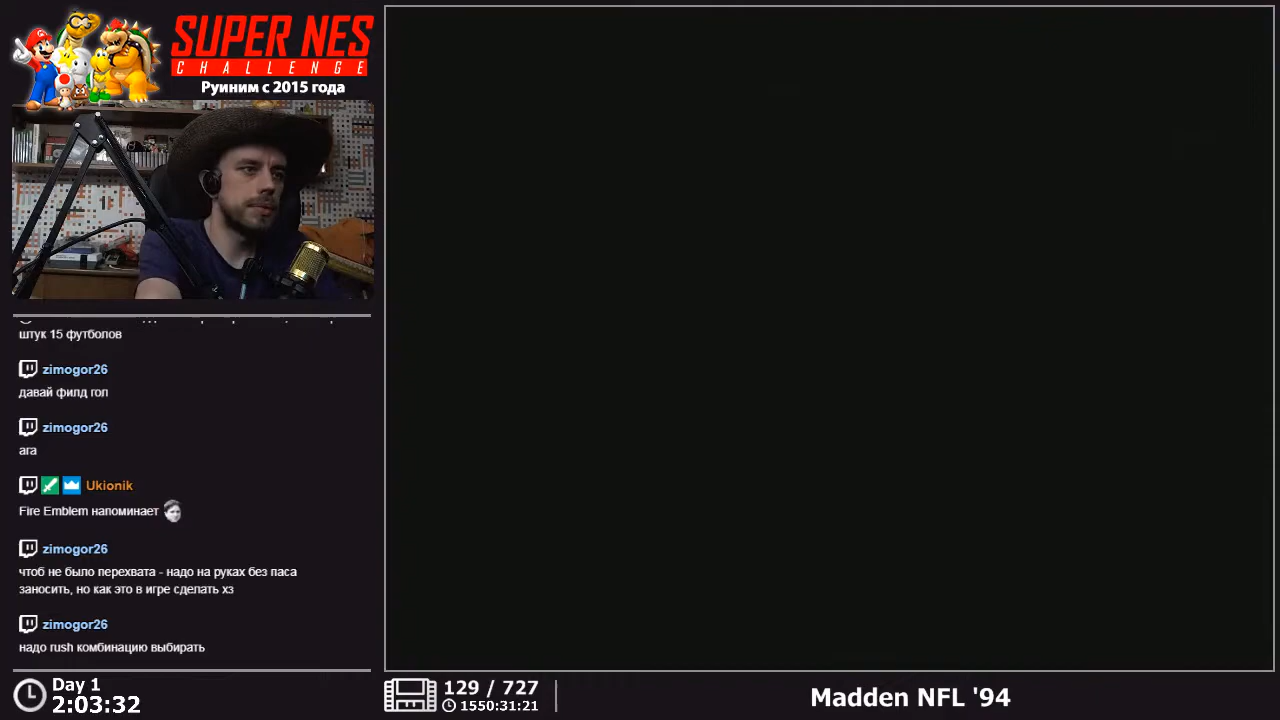 SUPER NES
CHALLENGE
Руиним с 2015 года
штук 15 футболов
zimogor26
давай филд гол
zimogor26
ага
Ukionik
Fire Emblem напоминает
zimogor26
чтоб не было перехвата - надо на руках без паса
заносить, но как это в игре сделать хз
zimogor26
надо rush комбинацию выбирать
Day 1
2:03:32
129 / 727
1550:31:21
Madden NFL '94